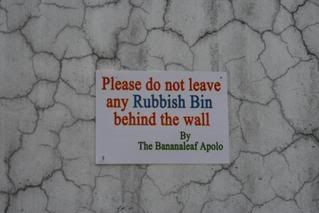 Please do not leave
any Rubbish Bin
behind the wall
By
The Bananaleaf Apolo